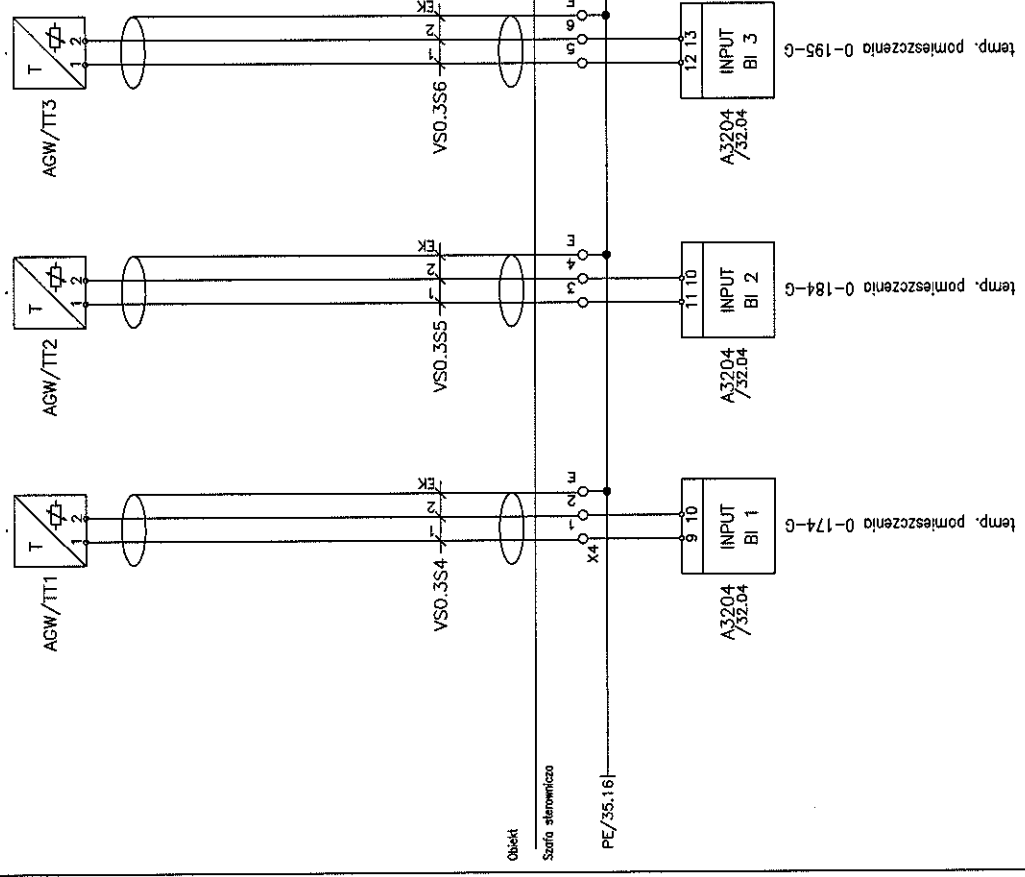 T
1 2
AGW/TT3
1 2 EK
VS0.3S6
5 6 E
12 13
INPUT
BI 3
A3204
/32.04
temp. pomieszczenia 0-195-G
T
1 2
AGW/TT2
1 2 EK
VS0.3S5
3 4 E
11 10
INPUT
BI 2
A3204
/32.04
temp. pomieszczenia 0-184-G
T
1 2
AGW/TT1
1 2 EK
VS0.3S4
X4
1 2 E
9 10
INPUT
BI 1
A3204
/32.04
temp. pomieszczenia 0-174-G
Obiekt
Szafa sterownicza
PE/35.16